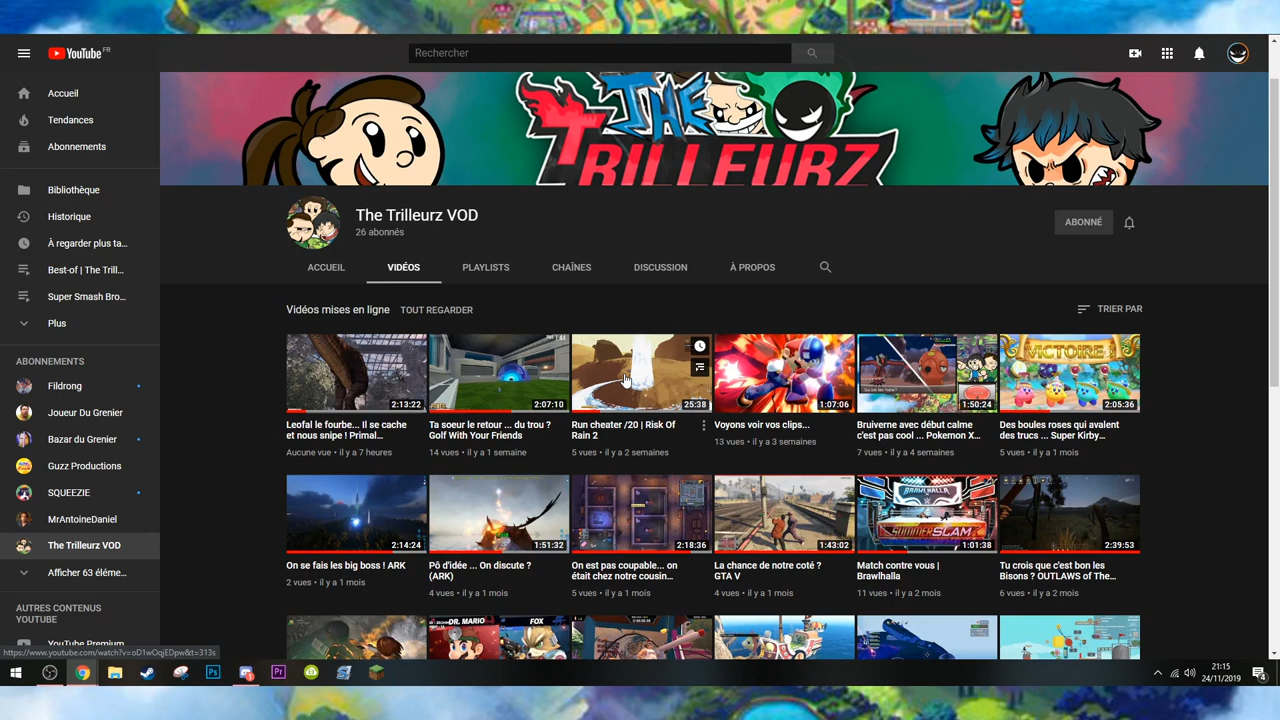 YouTube FR
Rechercher
Accueil
Tendances
Abonnements
Bibliothèque
Historique
À regarder plus ta...
Best-of | The Trill...
Super Smash Bro...
Plus
ABONNEMENTS
Fildrong
Joueur Du Grenier
Bazar du Grenier
Guzz Productions
SQUEEZIE
MrAntoineDaniel
The Trilleurz VOD
Afficher 63 éléme...
AUTRES CONTENUS
YOUTUBE
YouTube Premium
https://www.youtube.com/watch?v=oD1wOqjEDpw&t=313s
THE
TRILLEURZ
The Trilleurz VOD
26 abonnés
ABONNÉ
ACCUEIL VIDÉOS PLAYLISTS CHAÎNES DISCUSSION À PROPOS
Vidéos mises en ligne TOUT REGARDER TRIER PAR
2:13:22
Leofal le fourbe... Il se cache
et nous snipe ! Primal...
Aucune vue • il y a 7 heures
2:07:10
Ta soeur le retour ... du trou ?
Golf With Your Friends
14 vues • il y a 1 semaine
25:38
Run cheater /20 | Risk Of
Rain 2
5 vues • il y a 2 semaines
1:07:06
Voyons voir vos clips...
13 vues • il y a 3 semaines
1:50:24
Bruiverne avec début calme
c'est pas cool ... Pokemon X...
7 vues • il y a 4 semaines
VICTOIRE !
2:05:36
Des boules roses qui avalent
des trucs ... Super Kirby...
5 vues • il y a 1 mois
2:14:24
On se fais les big boss ! ARK
2 vues • il y a 1 mois
1:51:32
Pô d'idée ... On discute ?
(ARK)
4 vues • il y a 1 mois
2:18:36
On est pas coupable... on
était chez notre cousin...
5 vues • il y a 1 mois
1:43:02
La chance de notre coté ?
GTA V
4 vues • il y a 1 mois
BRAWLHALLA
SUMMERSLAM
1:01:38
Match contre vous |
Brawlhalla
11 vues • il y a 2 mois
2:39:53
Tu crois que c'est bon les
Bisons ? OUTLAWS of The...
6 vues • il y a 2 mois
DR. MARIO
FOX
Ps
Pr
21:15
24/11/2019
4